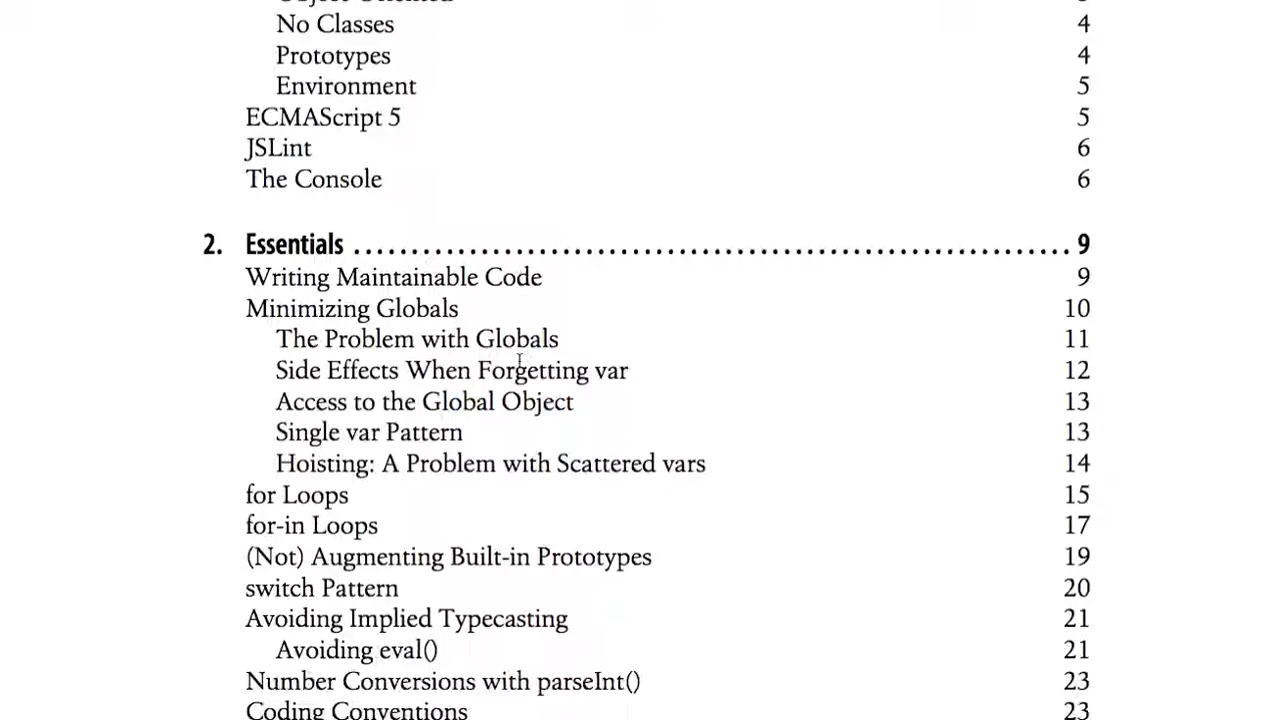 No Classes 4
Prototypes 4
Environment 5
ECMAScript 5 5
JSLint 6
The Console 6
2. Essentials . . . . . . . . . . . . . . . . . . . . . . . . . . . . . . . . . . . . . . . . . . . . . . . . . . . . . . . . . . . . . . 9
Writing Maintainable Code 9
Minimizing Globals 10
The Problem with Globals 11
Side Effects When Forgetting var 12
Access to the Global Object 13
Single var Pattern 13
Hoisting: A Problem with Scattered vars 14
for Loops 15
for-in Loops 17
(Not) Augmenting Built-in Prototypes 19
switch Pattern 20
Avoiding Implied Typecasting 21
Avoiding eval() 21
Number Conversions with parseInt() 23
Coding Conventions 23